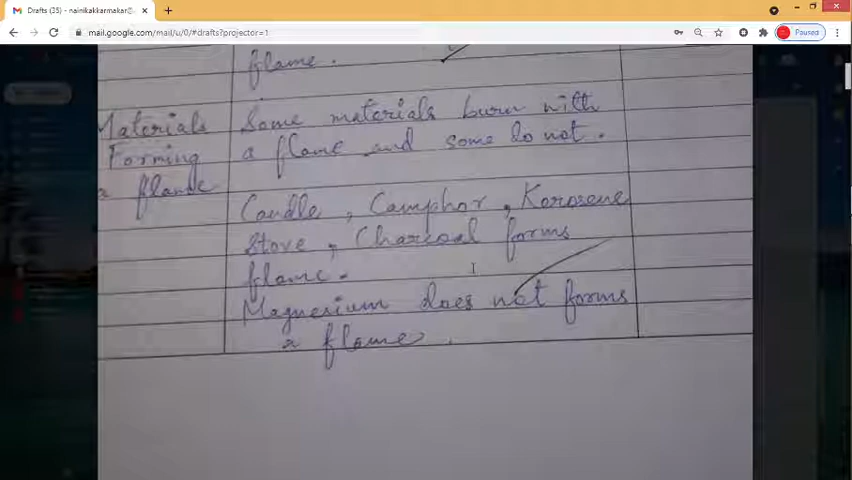 Drafts (35) - nainikakkarmakar@
mail.google.com/mail/u/0/#drafts?projector=1
Paused
flame.
Materials
Forming
a flame
Some materials burn with
a flame and some do not.
Candle, Camphor, Kerosene
Stove, Charcoal forms
flame.
Magnesium does not forms
a flame.